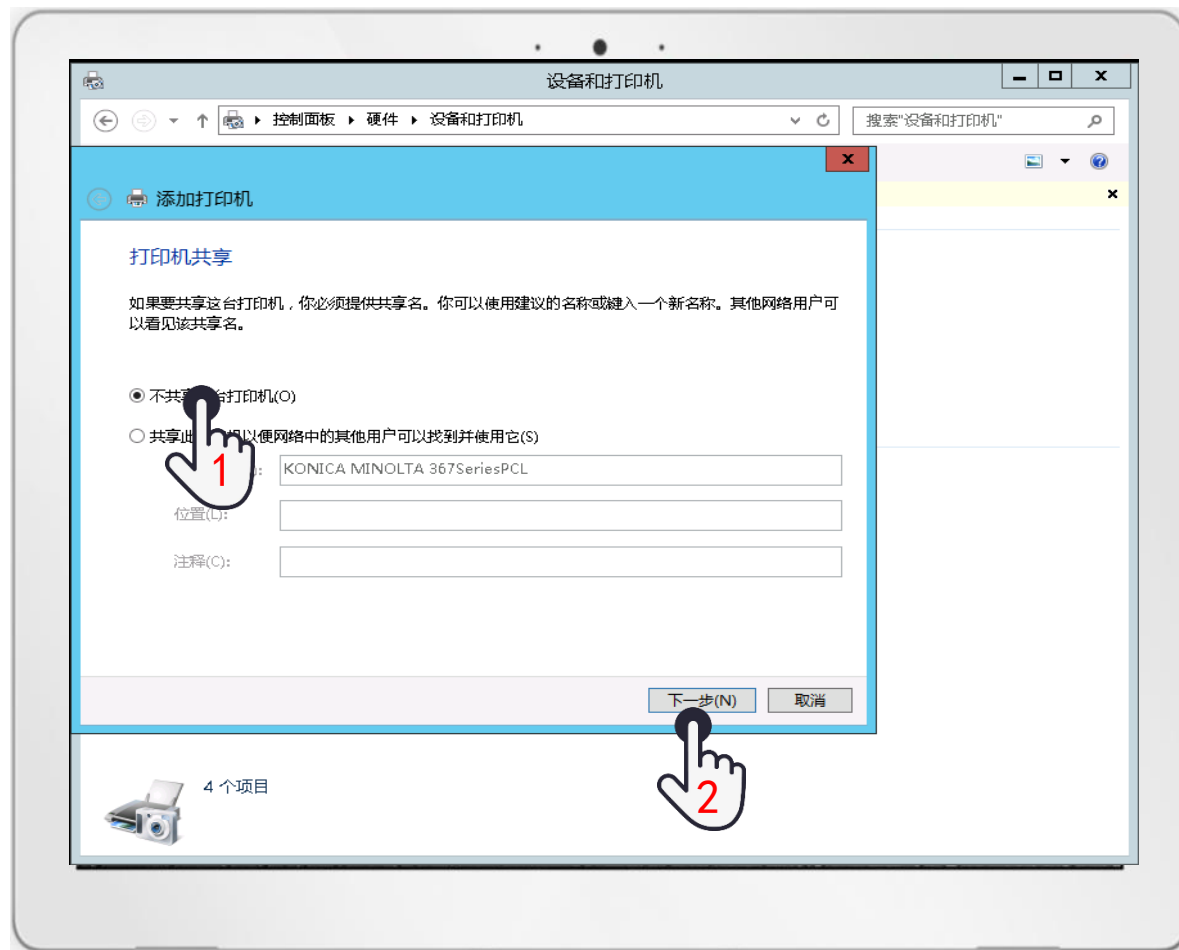 设备和打印机
控制面板 硬件 设备和打印机
搜索"设备和打印机"
添加打印机
打印机共享
如果要共享这台打印机，你必须提供共享名。你可以使用建议的名称或键入一个新名称。其他网络用户可
以看见该共享名。
不共 台打印机(O)
共享此 机以便网络中的其他用户可以找到并使用它(S)
1
KONICA MINOLTA 367SeriesPCL
位置(L):
注释(C):
下一步(N) 取消
2
4 个项目